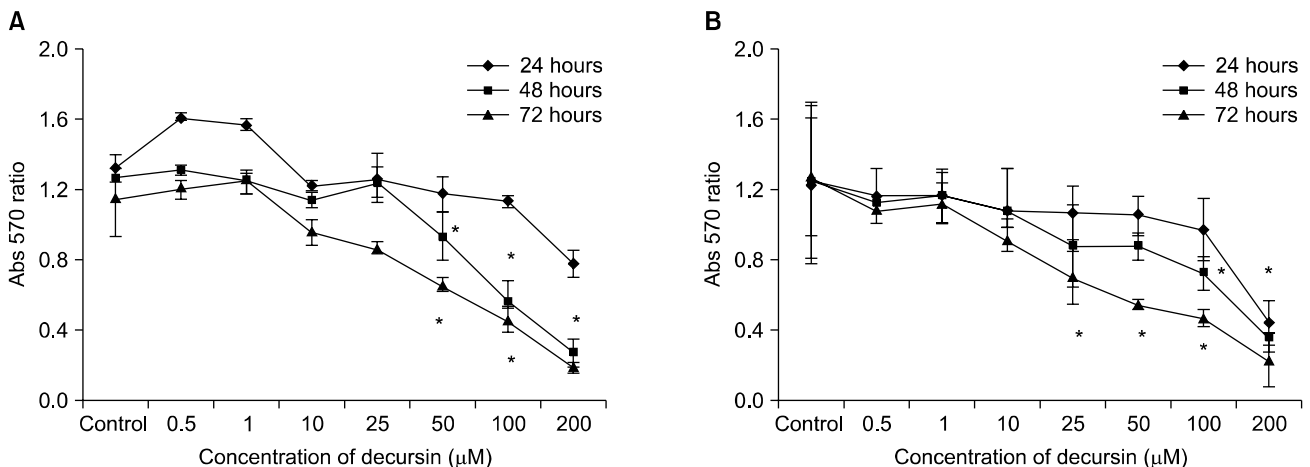 A
2.0
1.6
1.2
0.8
0.4
0.0
Abs 570 ratio
24 hours
48 hours
72 hours
*
*
*
*
*
Control 0.5 1 10 25 50 100 200
Concentration of decursin (μM)
B
2.0
1.6
1.2
0.8
0.4
0.0
Abs 570 ratio
24 hours
48 hours
72 hours
* *
* * *
Control 0.5 1 10 25 50 100 200
Concentration of decursin (μM)